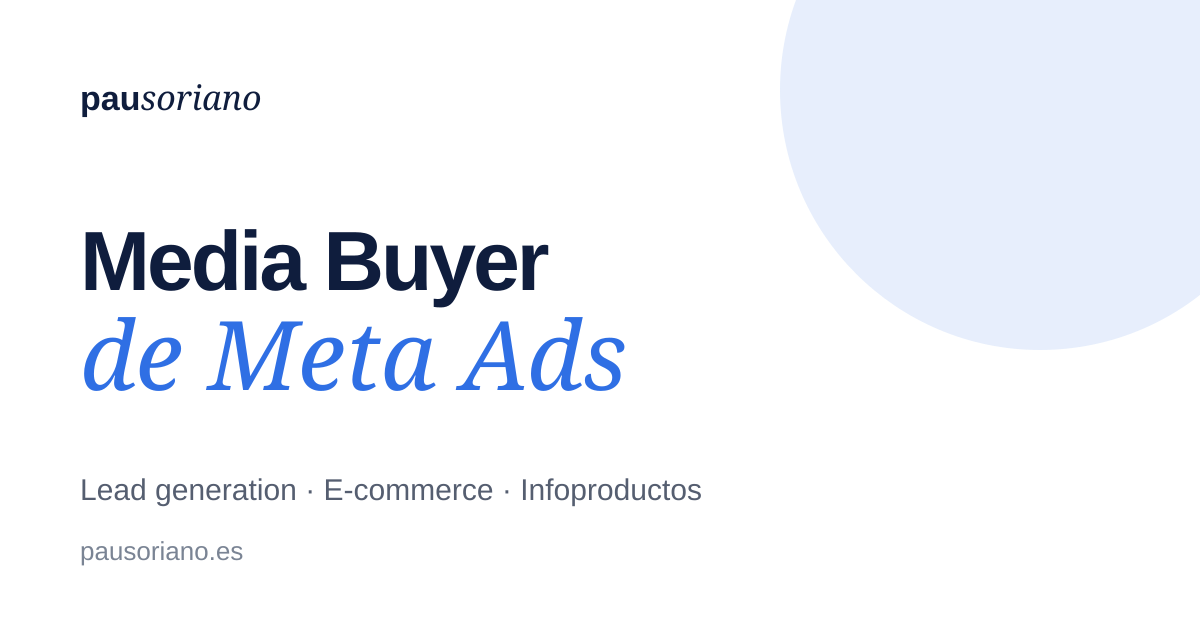 pausoriano
Media Buyer
de Meta Ads
Lead generation · E-commerce · Infoproductos
pausoriano.es